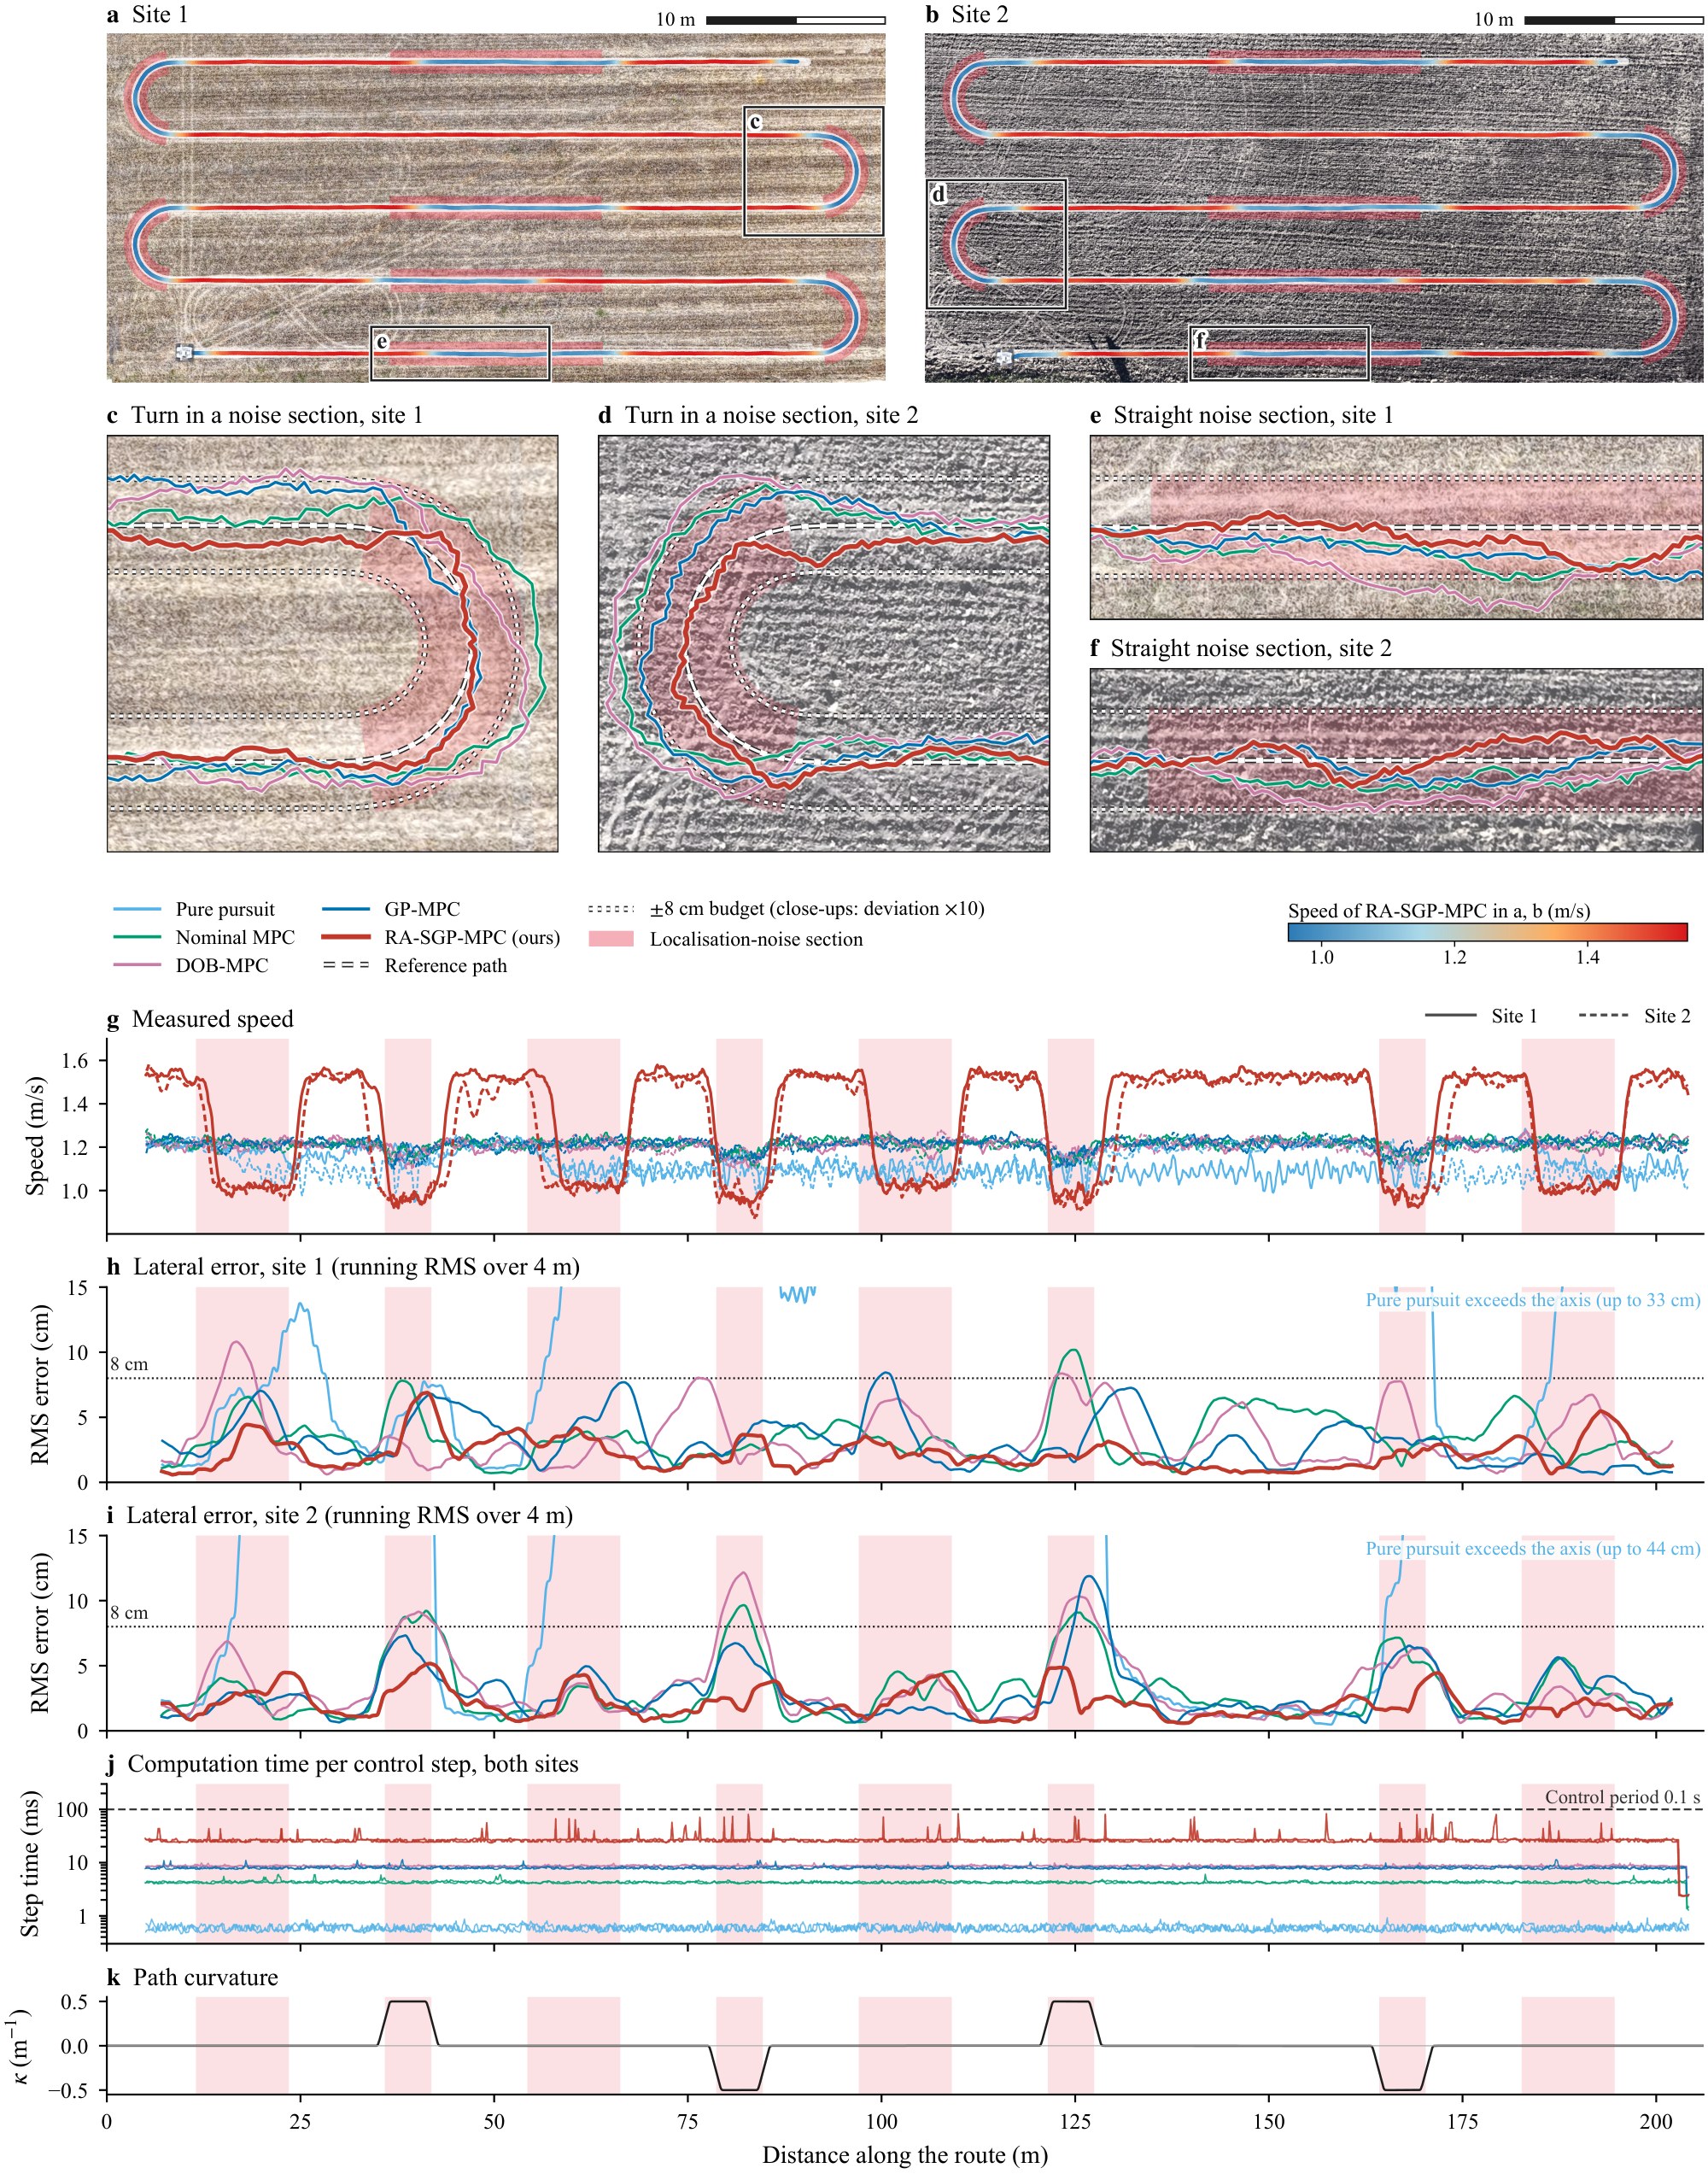 a Site 1
10 m
b Site 2
10 m
c
d
e
f
c Turn in a noise section, site 1
d Turn in a noise section, site 2
e Straight noise section, site 1
f Straight noise section, site 2
Pure pursuit
Nominal MPC
DOB-MPC
GP-MPC
RA-SGP-MPC (ours)
Reference path
±8 cm budget (close-ups: deviation ×10)
Localisation-noise section
Speed of RA-SGP-MPC in a, b (m/s)
1.0 1.2 1.4
g Measured speed
Site 1 Site 2
Speed (m/s)
1.6
1.4
1.2
1.0
h Lateral error, site 1 (running RMS over 4 m)
Pure pursuit exceeds the axis (up to 33 cm)
RMS error (cm)
15
10
5
0
8 cm
i Lateral error, site 2 (running RMS over 4 m)
Pure pursuit exceeds the axis (up to 44 cm)
RMS error (cm)
15
10
5
0
8 cm
j Computation time per control step, both sites
Control period 0.1 s
Step time (ms)
100
10
1
k Path curvature
κ (m⁻¹)
0.5
0.0
−0.5
0 25 50 75 100 125 150 175 200
Distance along the route (m)